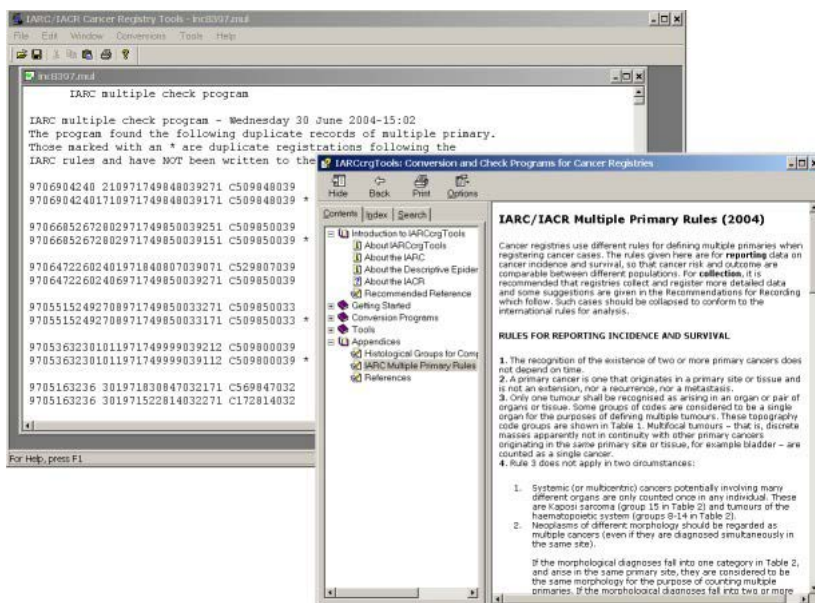 IARC/IACR Cancer Registry Tools - inc8397.mul
File Edit Window Conversions Tools Help
inc8397.mul
IARC multiple check program
IARC multiple check program - Wednesday 30 June 2004-15:02
The program found the following duplicate records of multiple primary.
Those marked with an * are duplicate registrations following the
IARC rules and have NOT been written to the
9706904240 210971749848039271 C509848039
9706904240171097174984803917​1 C509848039 *
9706685267280297174985003925​1 C509850039
9706685267280297174985003915​1 C509850039 *
9706472260240197184080703907​1 C529807039
9706472260240697174985003927​1 C509850039
9705515249270897174985003327​1 C509850033
9705515249270897174985003317​1 C509850033 *
9705363230101197174999903921​2 C509800039
9705363230101197174999903911​2 C509800039 *
9705163236 301971830847032171 C569847032
9705163236 301971522814032271 C172814032
For Help, press F1
IARCcrgTools: Conversion and Check Programs for Cancer Registries
Hide Back Print Options
Contents Index Search
Introduction to IARCcrgTools
About IARCcrgTools
About the IARC
About the Descriptive Epider
About the IACR
Recommended Reference
Getting Started
Conversion Programs
Tools
Appendices
Histological Groups for Comp
IARC Multiple Primary Rules
References
IARC/IACR Multiple Primary Rules (2004)
Cancer registries use different rules for defining multiple primaries when
registering cancer cases. The rules given here are for reporting data on
cancer incidence and survival, so that cancer risk and outcome are
comparable between different populations. For collection, it is
recommended that registries collect and register more detailed data
and some suggestions are given in the Recommendations for Recording
which follow. Such cases should be collapsed to conform to the
international rules for analysis.
RULES FOR REPORTING INCIDENCE AND SURVIVAL
1. The recognition of the existence of two or more primary cancers does
not depend on time.
2. A primary cancer is one that originates in a primary site or tissue and
is not an extension, nor a recurrence, nor a metastasis.
3. Only one tumour shall be recognised as arising in an organ or pair of
organs or tissue. Some groups of codes are considered to be a single
organ for the purposes of defining multiple tumours. These topography
code groups are shown in Table 1. Multifocal tumours – that is, discrete
masses apparently not in continuity with other primary cancers
originating in the same primary site or tissue, for example bladder – are
counted as a single cancer.
4. Rule 3 does not apply in two circumstances:
1. Systemic (or multicentric) cancers potentially involving many
different organs are only counted once in any individual. These
are Kaposi sarcoma (group 15 in Table 2) and tumours of the
haematopoietic system (groups 8-14 in Table 2).
2. Neoplasms of different morphology should be regarded as
multiple cancers (even if they are diagnosed simultaneously in
the same site).
If the morphological diagnoses fall into one category in Table 2,
and arise in the same primary site, they are considered to be
the same morphology for the purpose of counting multiple
primaries. If the morphological diagnoses fall into two or more